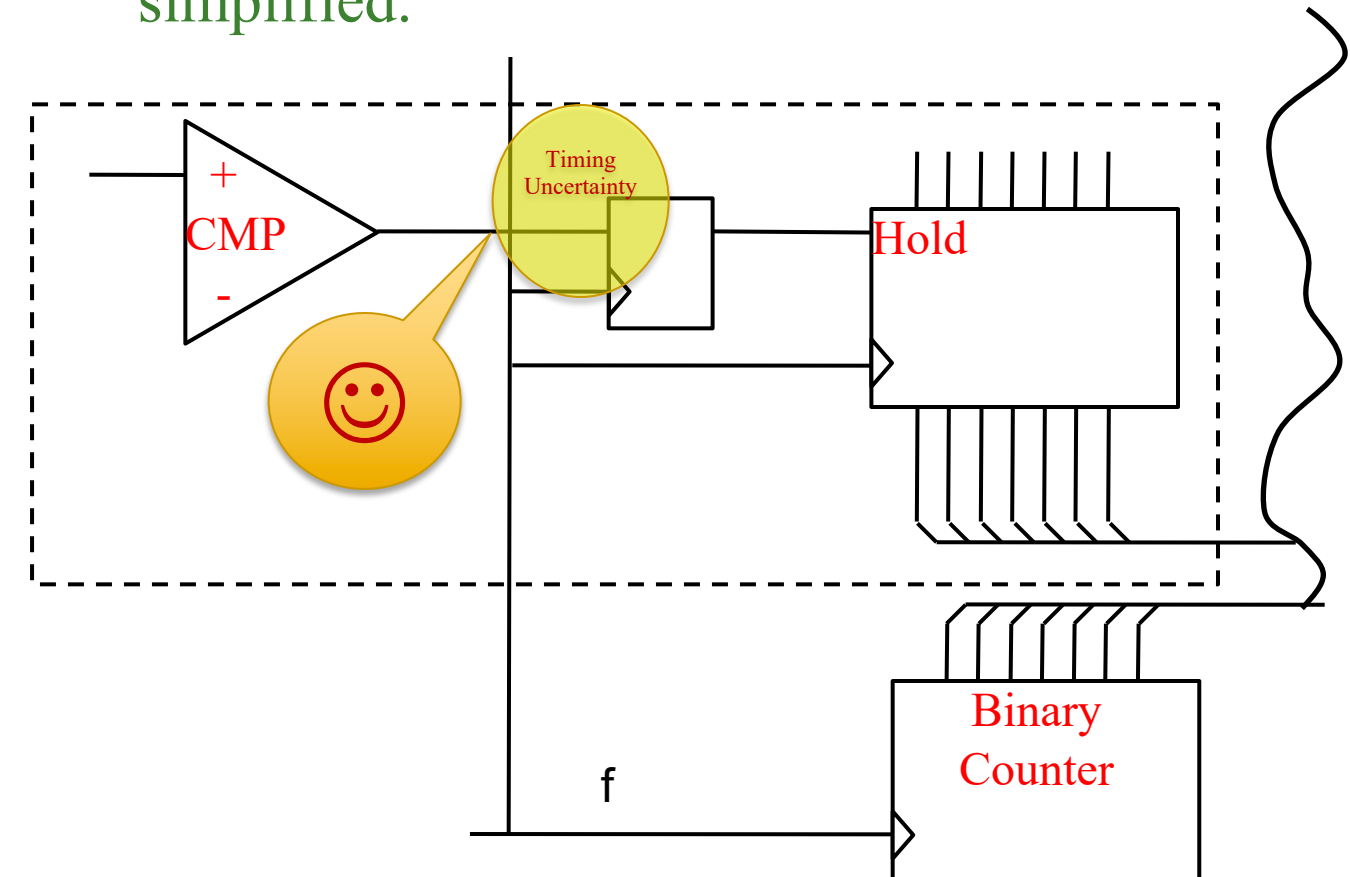 simplified.
Timing
Uncertainty
+
CMP
-
Hold
Binary
Counter
f